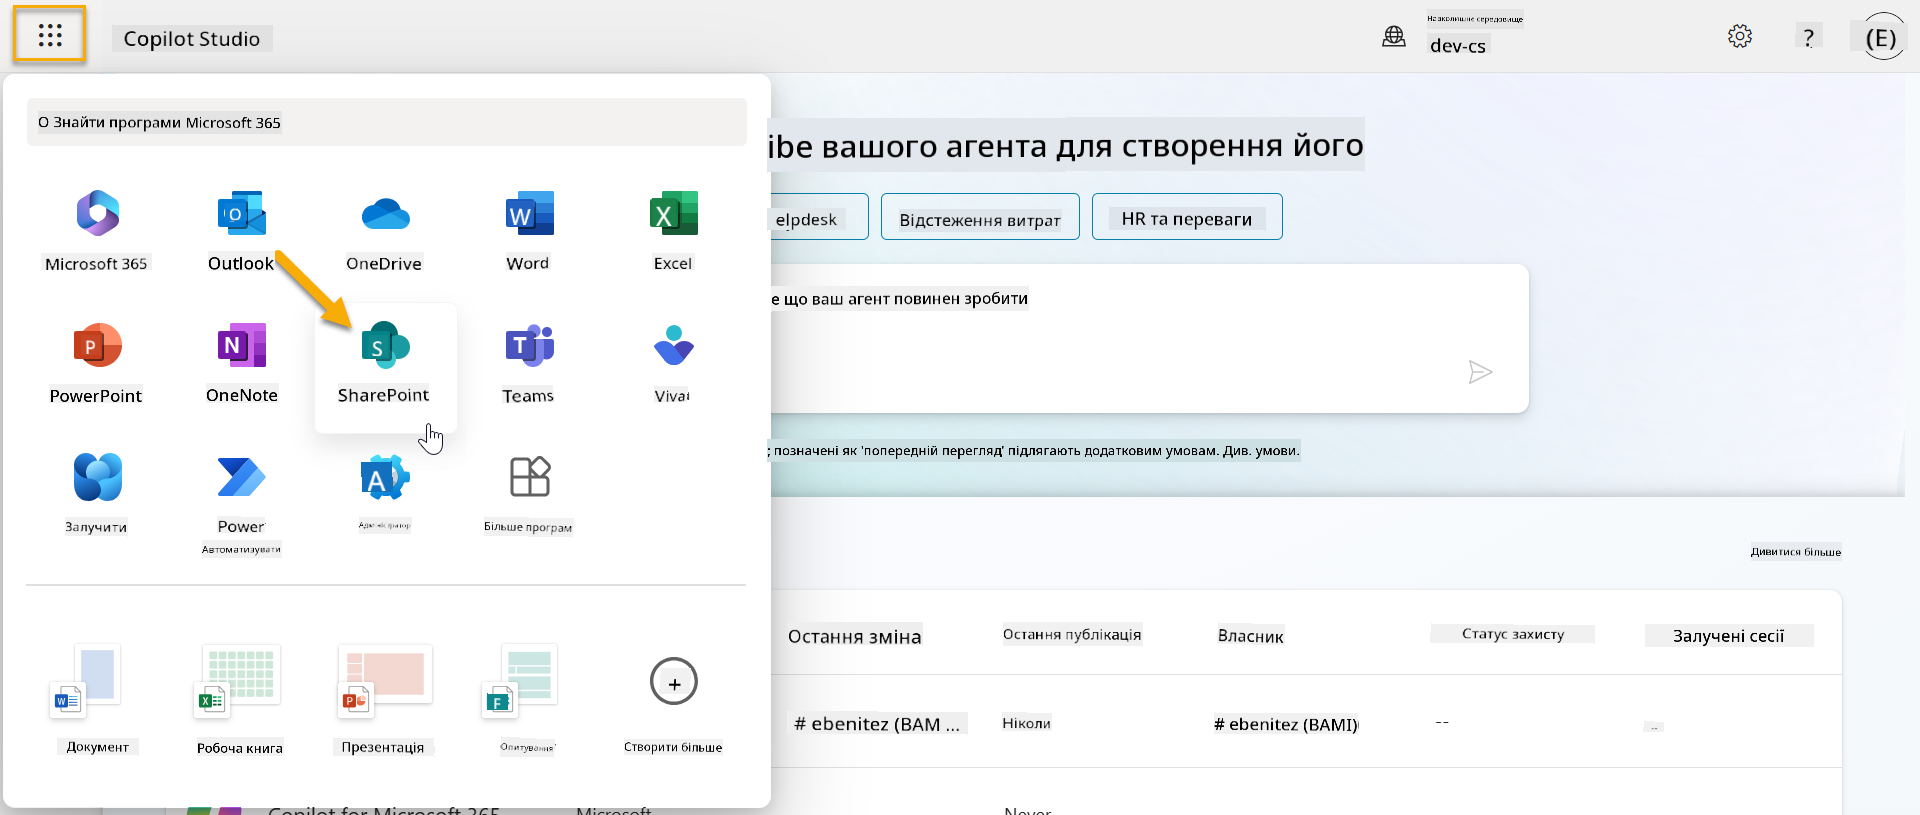 Copilot Studio
Навколишнє середовище
dev-cs
?
(E)
О Знайти програми Microsoft 365
ibe вашого агента для створення його
elpdesk
Відстеження витрат
HR та переваги
е що ваш агент повинен зробити
; позначені як 'попередній перегляд' підлягають додатковим умовам. Див. умови.
Microsoft 365
Outlook
OneDrive
Word
Excel
PowerPoint
OneNote
SharePoint
Teams
Viva
Залучити
Power
Автоматизувати
Адміністратор
Більше програм
Дивитися більше
Остання зміна
Остання публікація
Власник
Статус захисту
Залучені сесії
# ebenitez (BAM ...
Ніколи
# ebenitez (BAMI)
--
--
Документ
Робоча книга
Презентація
Опитування
Створити більше
Copilot for Microsoft 365
Microsoft
Never